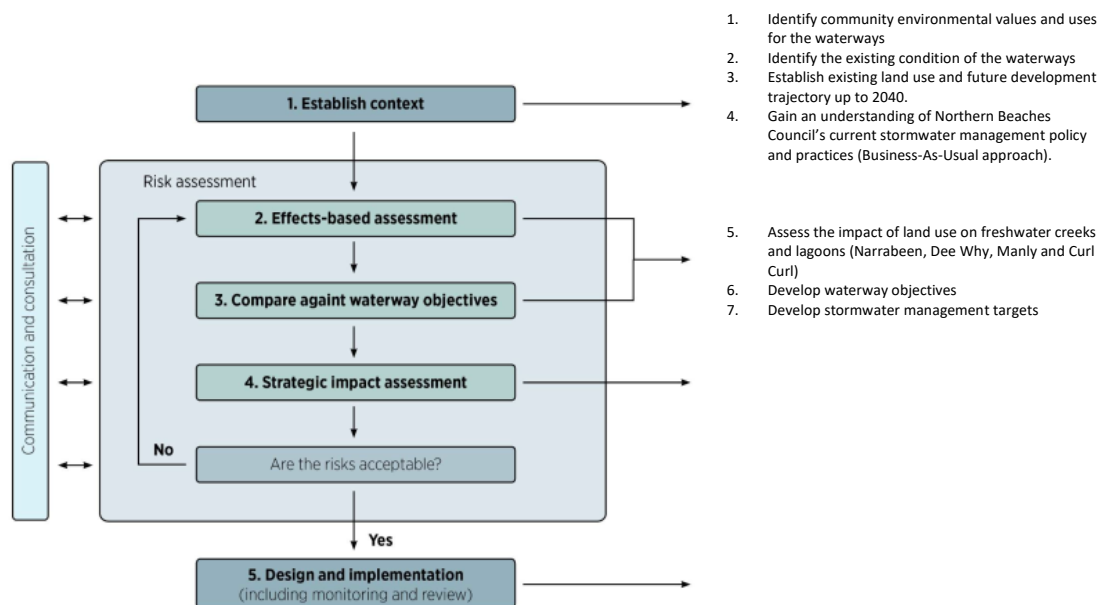 1. Identify community environmental values and uses
for the waterways
2. Identify the existing condition of the waterways
3. Establish existing land use and future development
trajectory up to 2040.
4. Gain an understanding of Northern Beaches
Council's current stormwater management policy
and practices (Business-As-Usual approach).
1. Establish context
Risk assessment
2. Effects-based assessment
5. Assess the impact of land use on freshwater creeks
and lagoons (Narrabeen, Dee Why, Manly and Curl
Curl)
6. Develop waterway objectives
7. Develop stormwater management targets
3. Compare againt waterway objectives
4. Strategic impact assessment
No
Are the risks acceptable?
Yes
5. Design and implementation
(including monitoring and review)
Communication and consultation